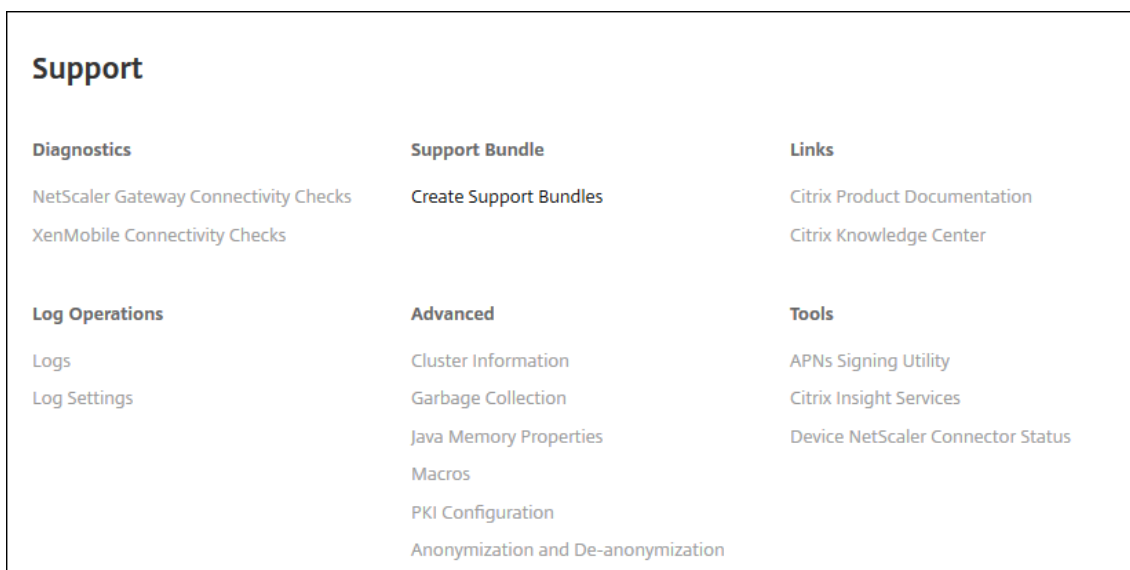 Support
Diagnostics
NetScaler Gateway Connectivity Checks
XenMobile Connectivity Checks
Support Bundle
Create Support Bundles
Links
Citrix Product Documentation
Citrix Knowledge Center
Log Operations
Logs
Log Settings
Advanced
Cluster Information
Garbage Collection
Java Memory Properties
Macros
PKI Configuration
Anonymization and De-anonymization
Tools
APNs Signing Utility
Citrix Insight Services
Device NetScaler Connector Status